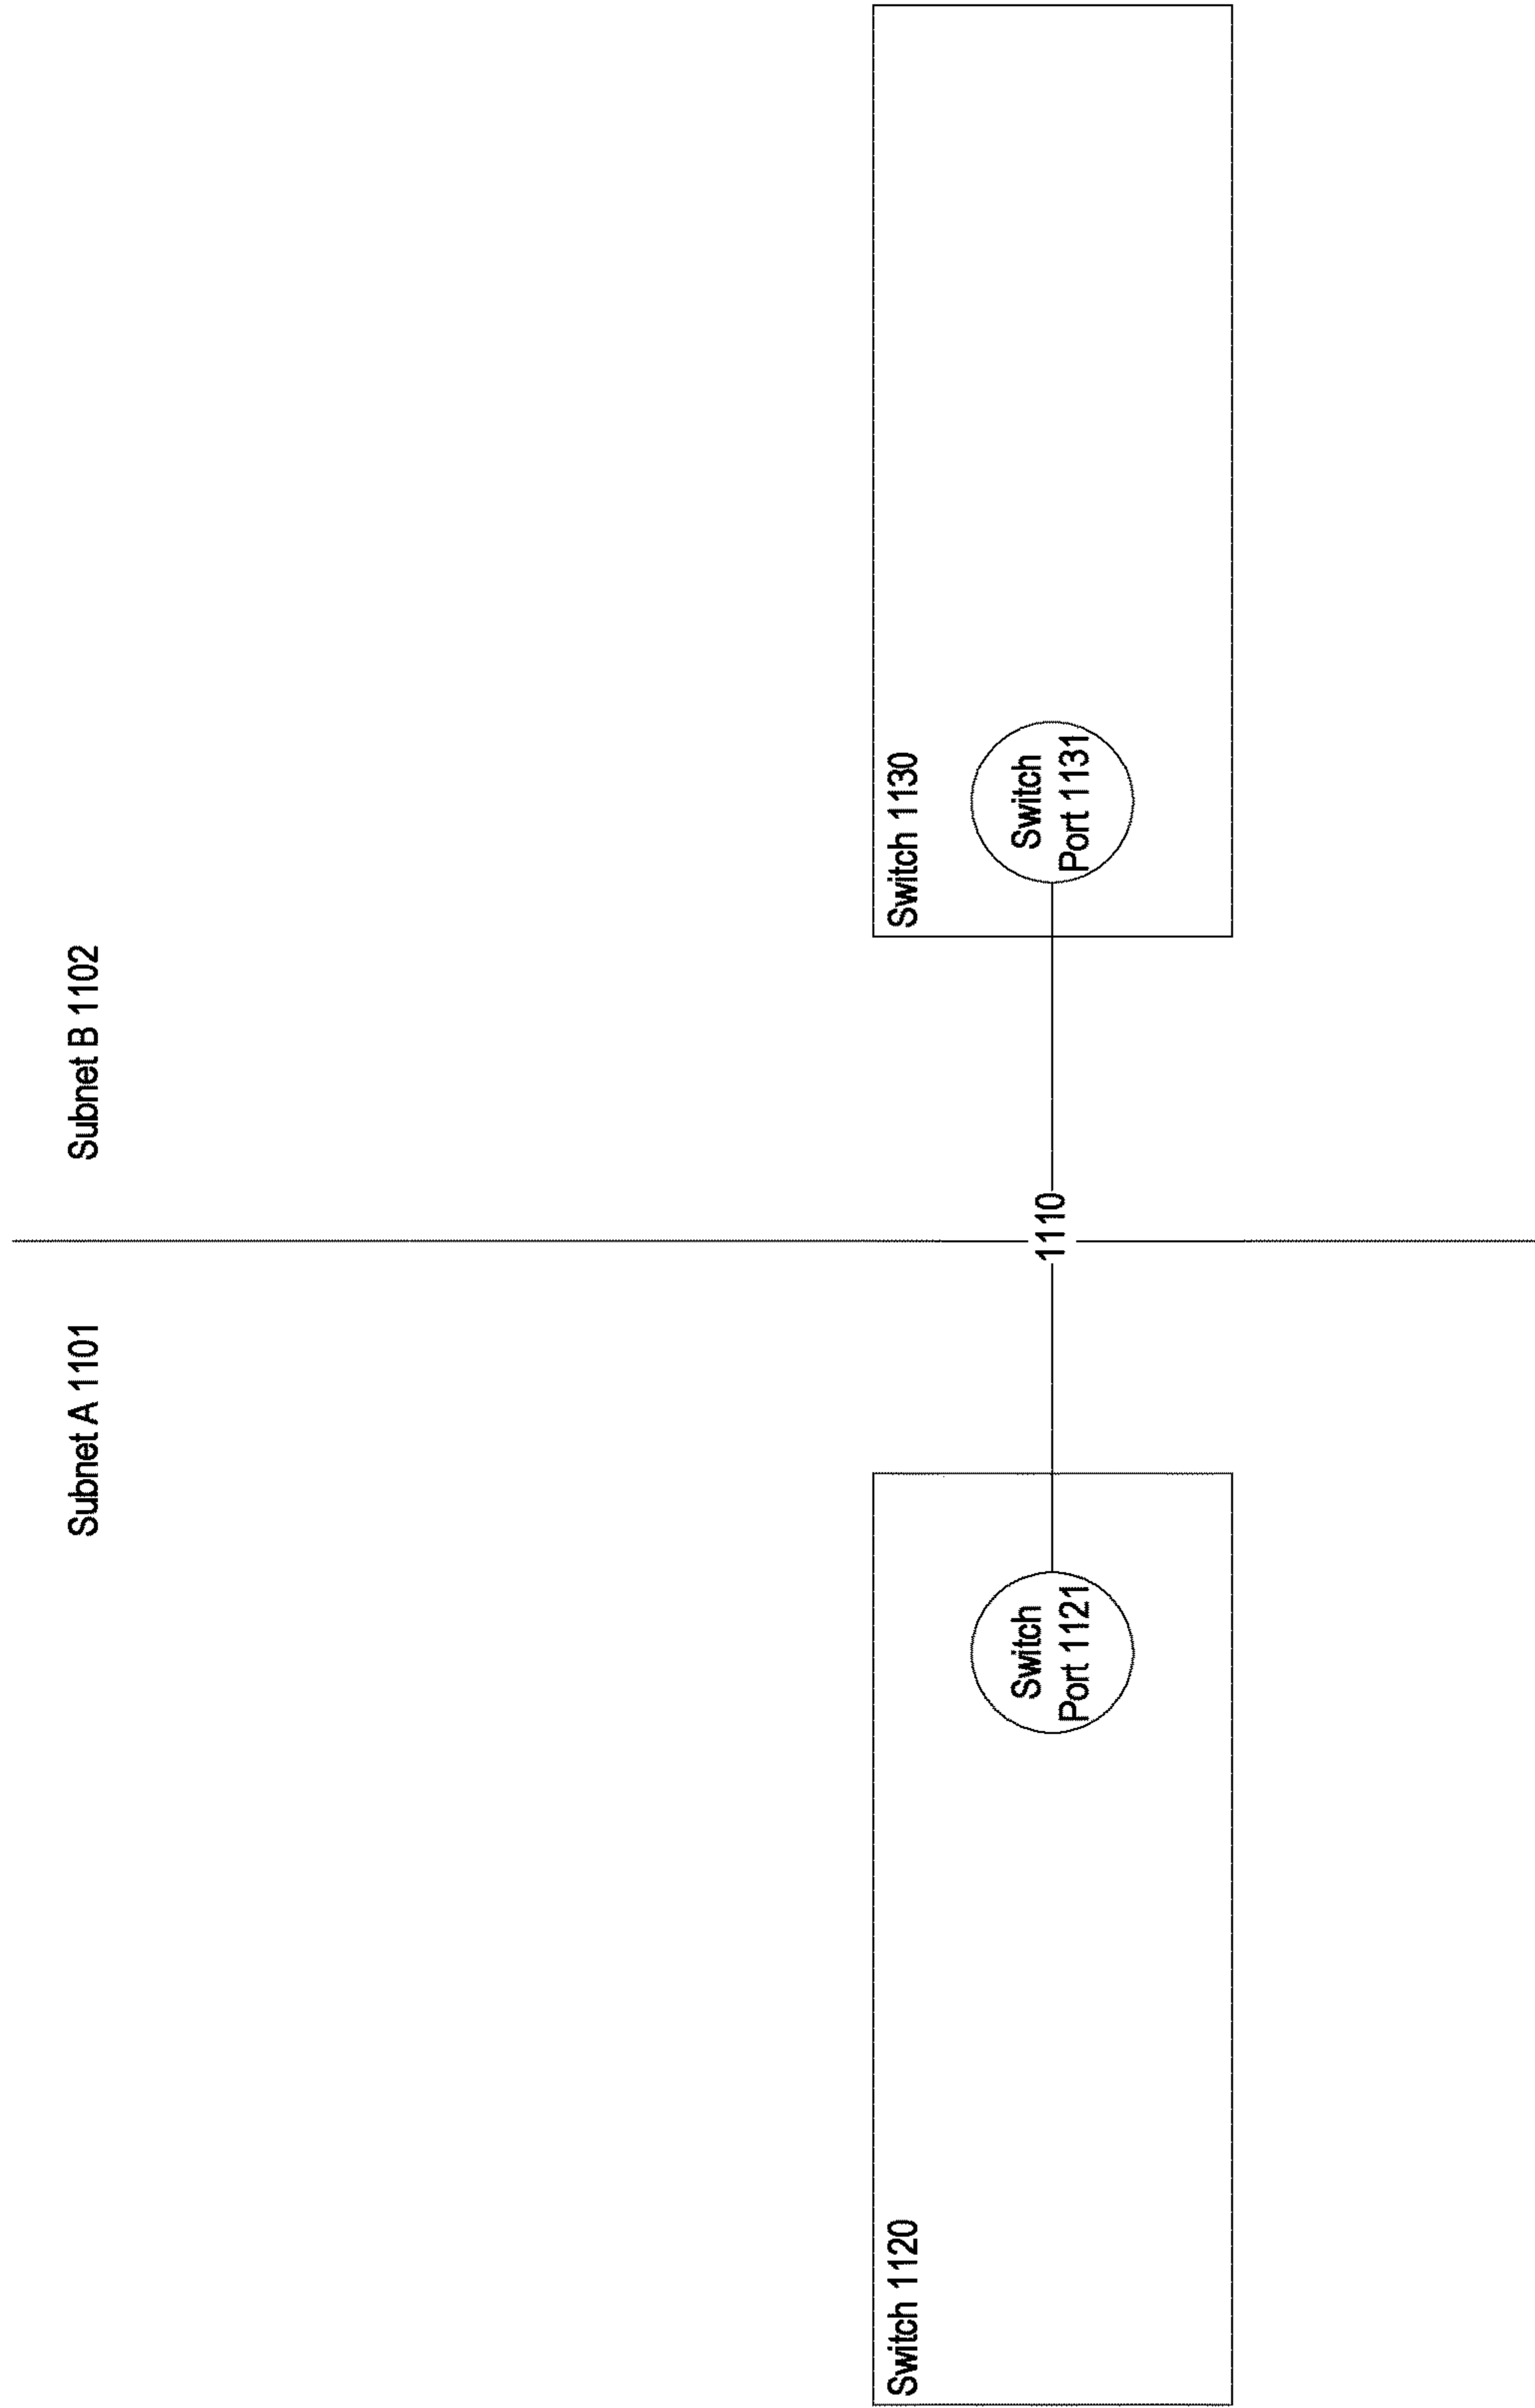 Subnet A 1101
Subnet B 1102
Switch 1120
Switch
Port 1121
1110
Switch 1130
Switch
Port 1131